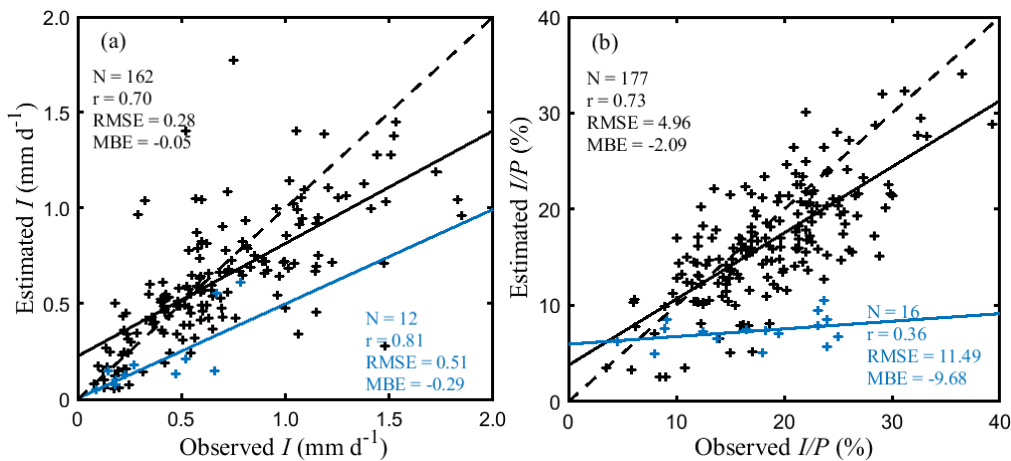 (a)
N = 162
r = 0.70
RMSE = 0.28
MBE = -0.05
N = 12
r = 0.81
RMSE = 0.51
MBE = -0.29
2.0
1.5
1.0
0.5
0
0.5
1.0
1.5
2.0
Estimated I (mm d⁻¹)
Observed I (mm d⁻¹)
(b)
N = 177
r = 0.73
RMSE = 4.96
MBE = -2.09
N = 16
r = 0.36
RMSE = 11.49
MBE = -9.68
40
30
20
10
0
0
10
20
30
40
Estimated I/P (%)
Observed I/P (%)